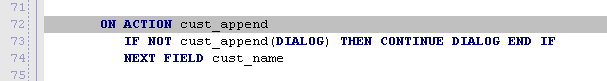 71
72 ON ACTION cust_append
73 IF NOT cust_append(DIALOG) THEN CONTINUE DIALOG END IF
74 NEXT FIELD cust_name
75